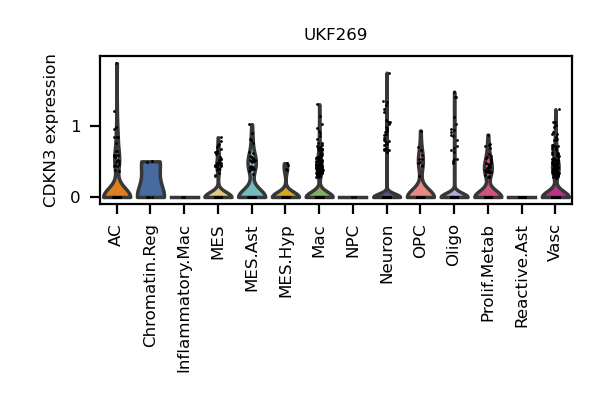 UKF269
CDKN3 expression
1
0
AC
Chromatin.Reg
Inflammatory.Mac
MES
MES.Ast
MES.Hyp
Mac
NPC
Neuron
OPC
Oligo
Prolif.Metab
Reactive.Ast
Vasc